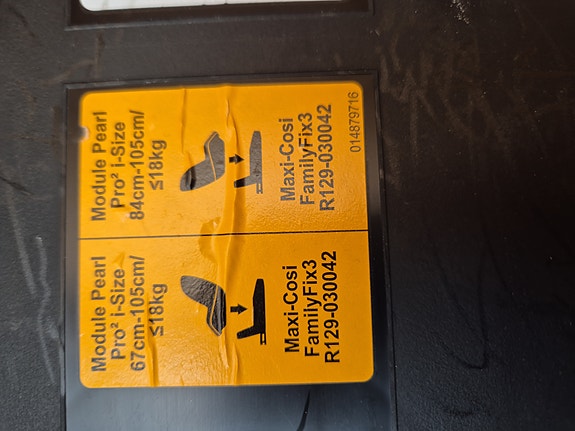 Module Pearl
Pro² i-Size
67cm-105cm/
≤18kg
Maxi-Cosi
FamilyFix3
R129-030042
Module Pearl
Pro² i-Size
84cm-105cm/
≤18kg
Maxi-Cosi
FamilyFix3
R129-030042
014879716